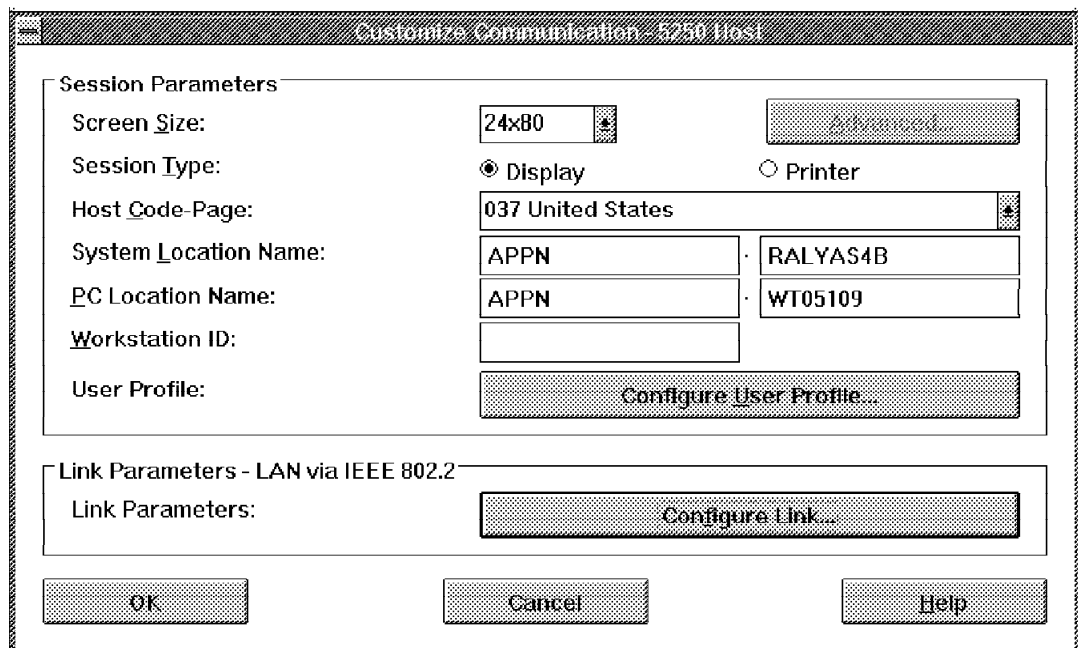 Customize Communication - 5250 Host
Session Parameters
Screen Size: 24x80 Advanced...
Session Type: Display Printer
Host Code-Page: 037 United States
System Location Name: APPN . RALYAS4B
PC Location Name: APPN . WT05109
Workstation ID:
User Profile: Configure User Profile...
Link Parameters - LAN via IEEE 802.2
Link Parameters: Configure Link...
OK Cancel Help